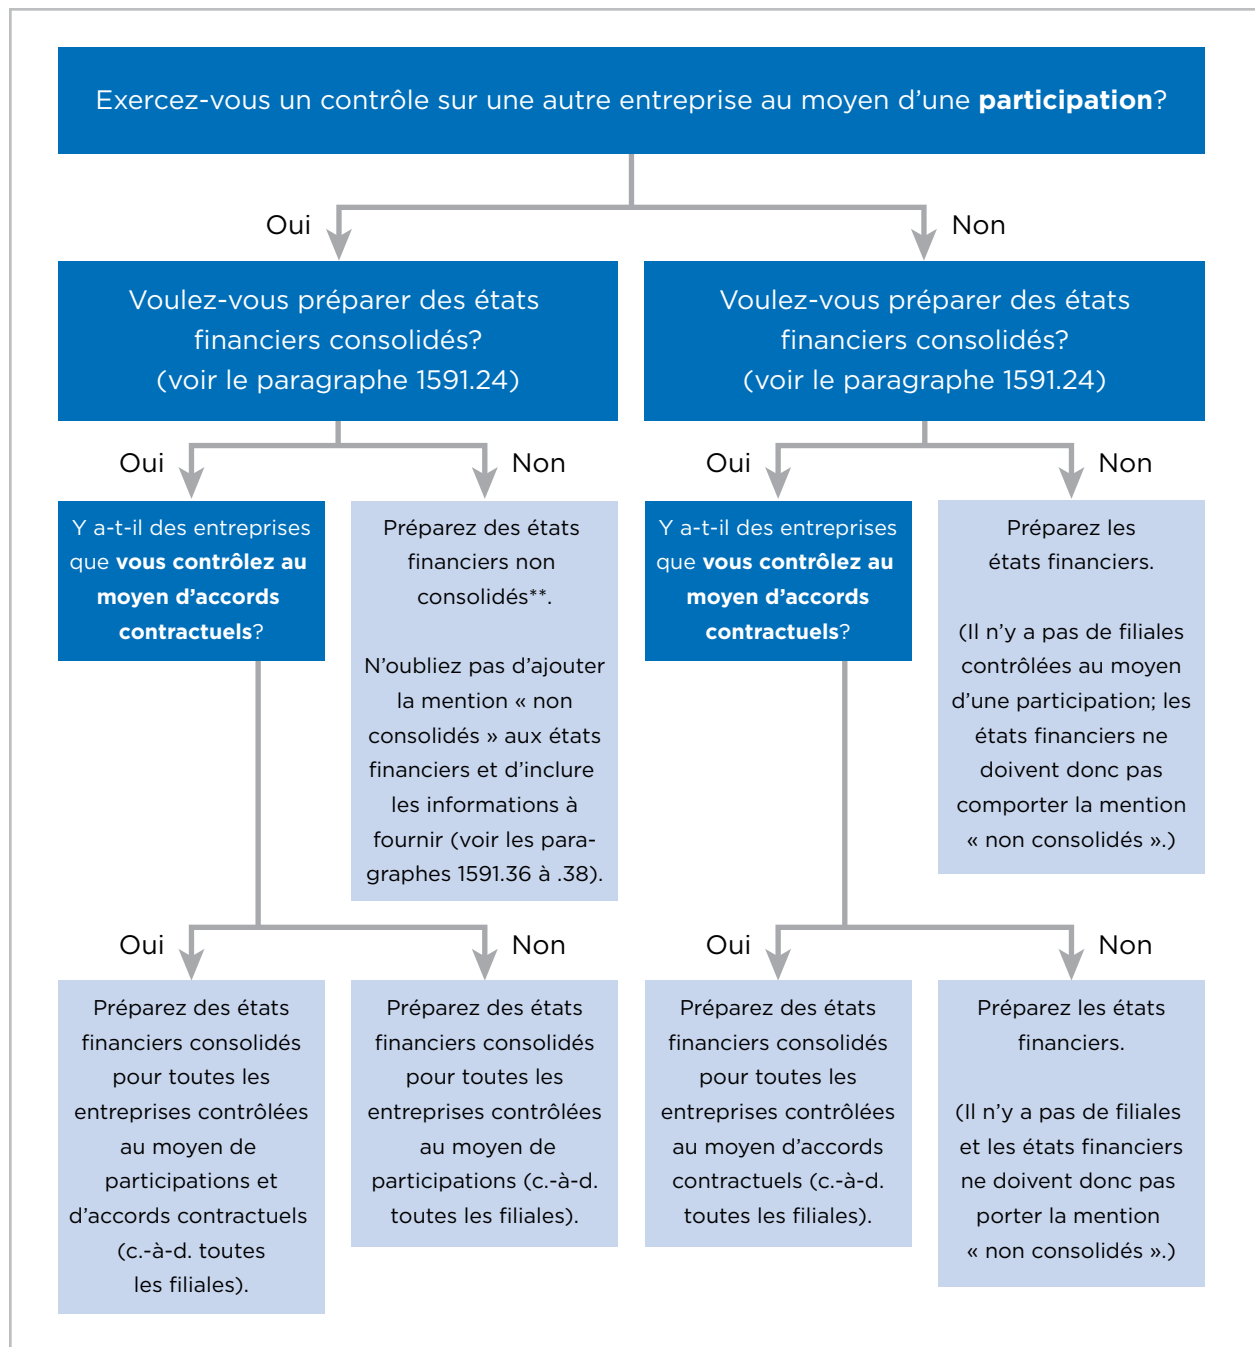 Exercez-vous un contrôle sur une autre entreprise au moyen d’une participation?
Oui
Non
Voulez-vous préparer des états
financiers consolidés?
(voir le paragraphe 1591.24)
Voulez-vous préparer des états
financiers consolidés?
(voir le paragraphe 1591.24)
Oui
Non
Oui
Non
Y a-t-il des entreprises
que vous contrôlez au
moyen d’accords
contractuels?
Préparez des états
financiers non
consolidés**.
N’oubliez pas d’ajouter
la mention « non
consolidés » aux états
financiers et d’inclure
les informations à
fournir (voir les para-
graphes 1591.36 à .38).
Y a-t-il des entreprises
que vous contrôlez au
moyen d’accords
contractuels?
Préparez les
états financiers.
(Il n’y a pas de filiales
contrôlées au moyen
d’une participation; les
états financiers ne
doivent donc pas
comporter la mention
« non consolidés ».)
Oui
Non
Oui
Non
Préparez des états
financiers consolidés
pour toutes les
entreprises contrôlées
au moyen de
participations et
d’accords contractuels
(c.-à-d. toutes
les filiales).
Préparez des états
financiers consolidés
pour toutes les
entreprises contrôlées
au moyen de
participations (c.-à-d.
toutes les filiales).
Préparez des états
financiers consolidés
pour toutes les
entreprises contrôlées
au moyen d’accords
contractuels (c.-à-d.
toutes les filiales).
Préparez les états
financiers.
(Il n’y a pas de filiales
et les états financiers
ne doivent donc pas
porter la mention
« non consolidés ».)